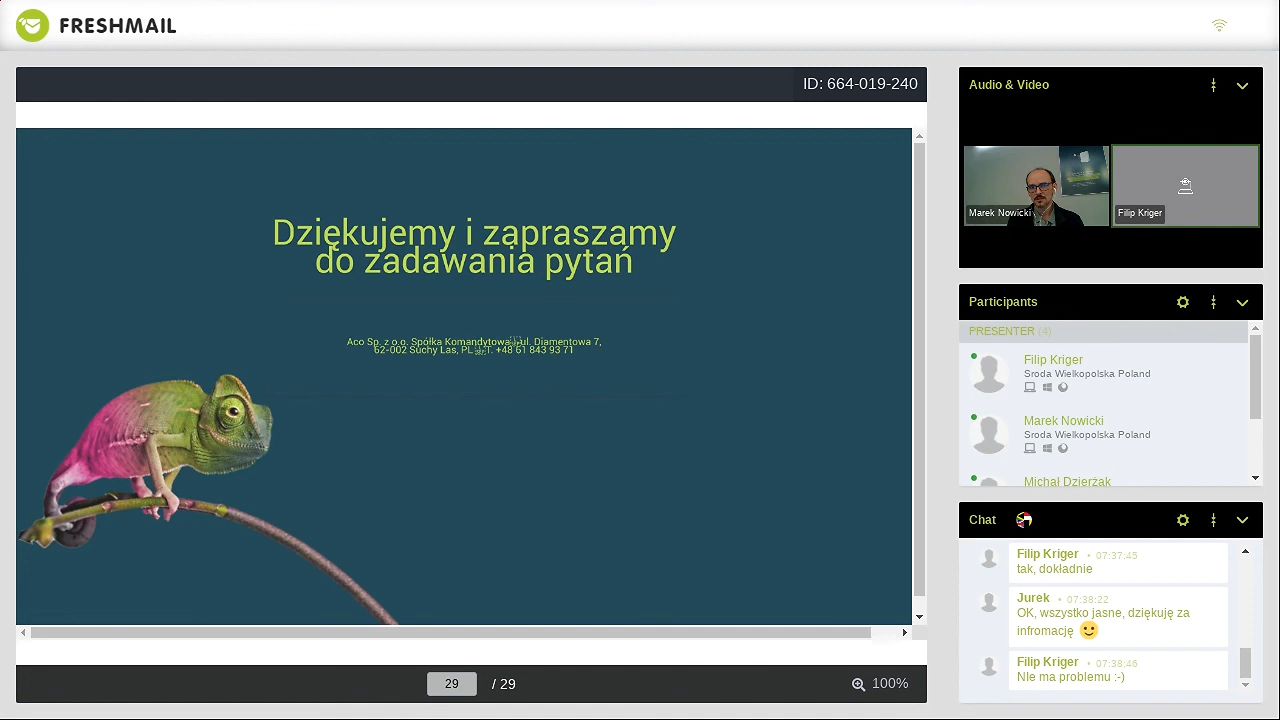 FRESHMAIL
ID: 664-019-240
Dziękujemy i zapraszamy
do zadawania pytań
Aco Sp. z o.o. Spółka Komandytowa ul. Diamentowa 7,
62-002 Suchy Las, PL T. +48 61 843 93 71
29 / 29
100%
Audio & Video
Marek Nowicki
Filip Kriger
Participants
PRESENTER (4)
Filip Kriger
Sroda Wielkopolska Poland
Marek Nowicki
Sroda Wielkopolska Poland
Michał Dzierżak
Chat
Filip Kriger • 07:37:45
tak, dokładnie
Jurek • 07:38:22
OK, wszystko jasne, dziękuję za
infromację
Filip Kriger • 07:38:46
NIe ma problemu :-)